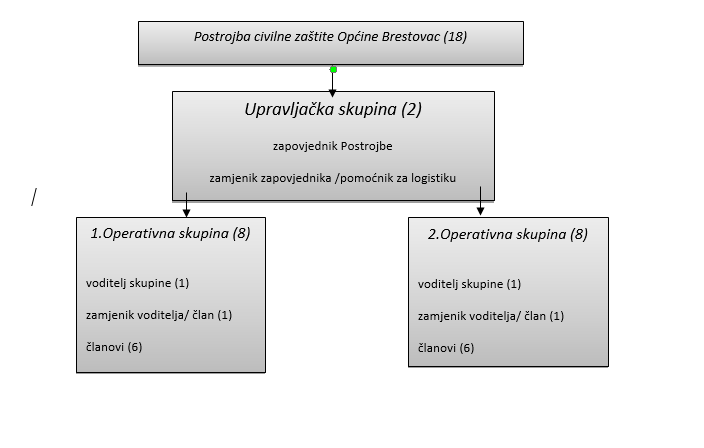 Postrojba civilne zaštite Općine Brestovac (18)
Upravljačka skupina (2)
zapovjednik Postrojbe
zamjenik zapovjednika /pomoćnik za logistiku
/
1.Operativna skupina (8)
voditelj skupine (1)
zamjenik voditelja/ član (1)
članovi (6)
2.Operativna skupina (8)
voditelj skupine (1)
zamjenik voditelja/ član (1)
članovi (6)